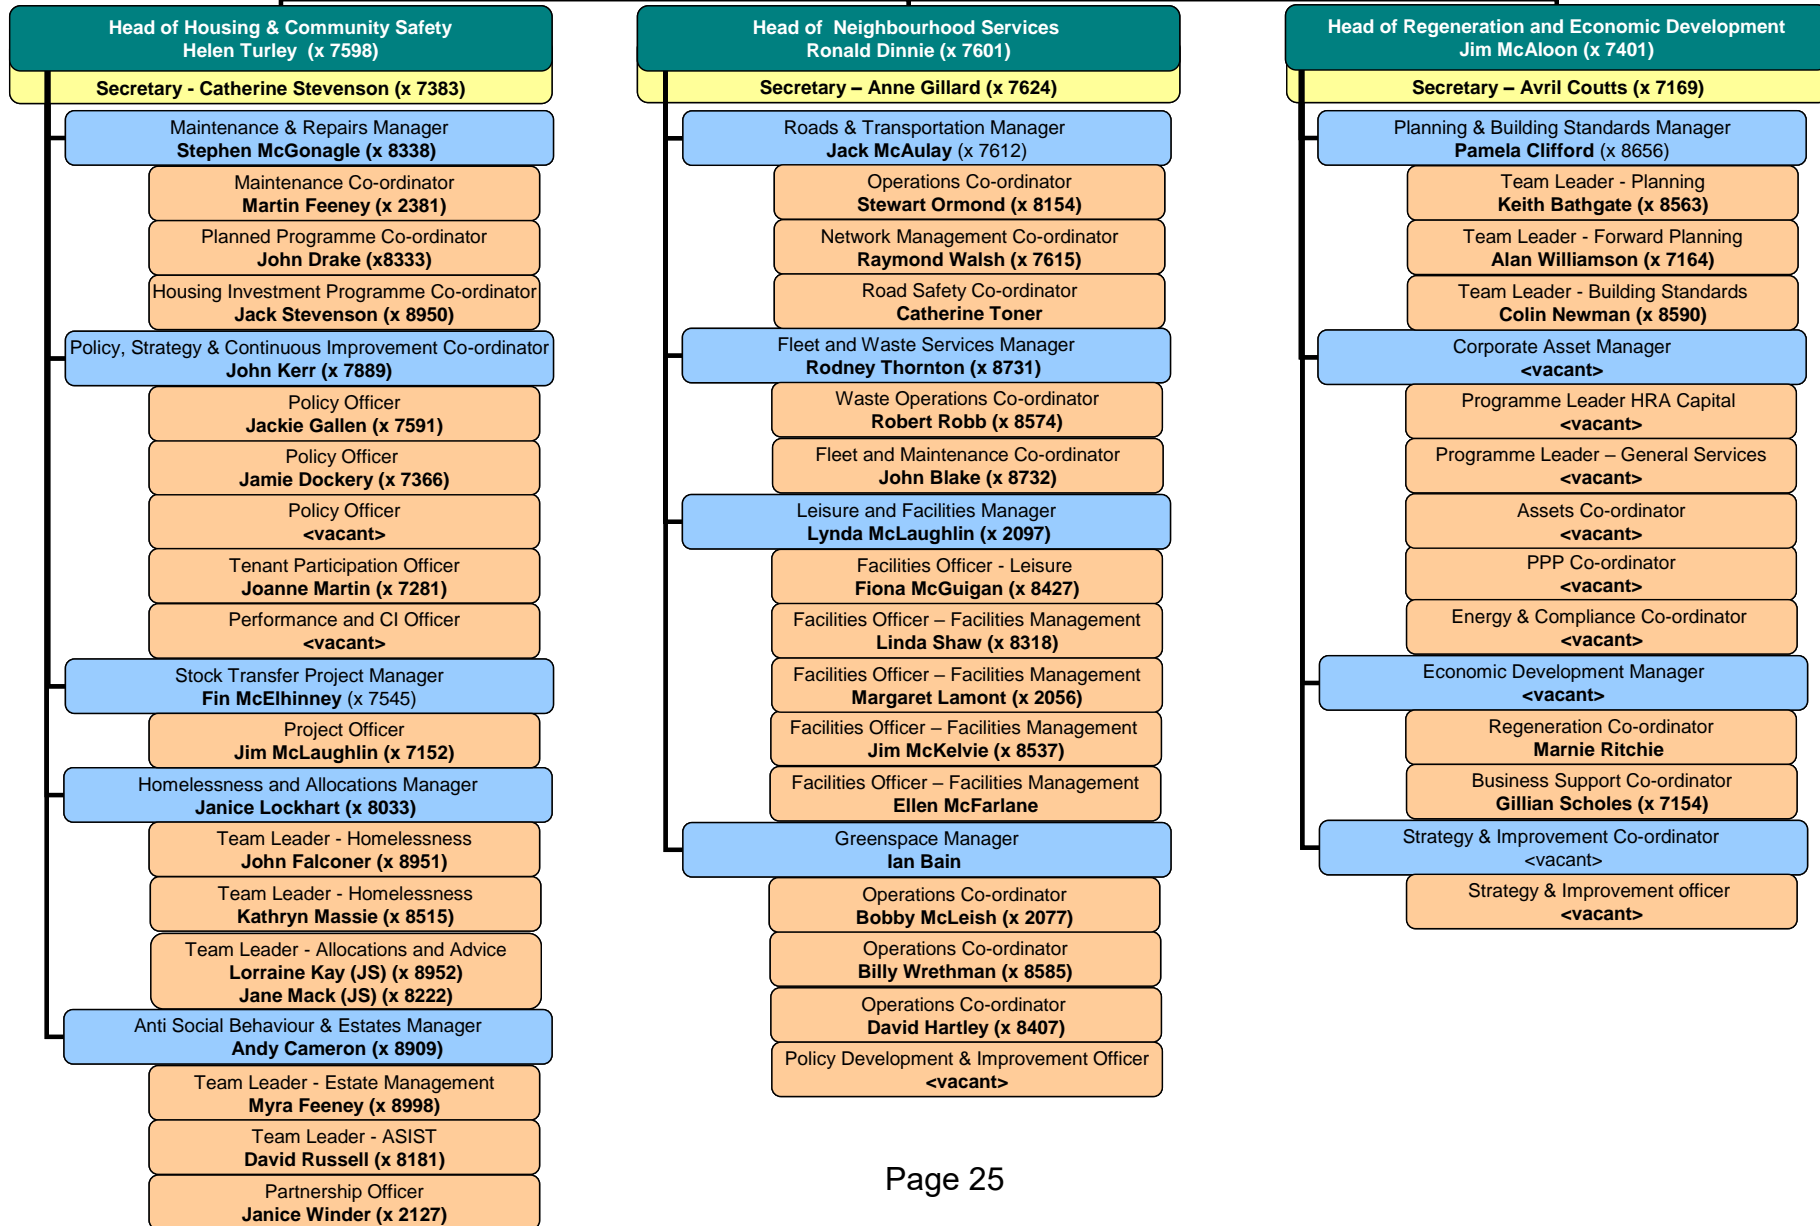 Head of Housing & Community Safety
Helen Turley  (x 7598)
Secretary - Catherine Stevenson (x 7383)
Maintenance & Repairs Manager
Stephen McGonagle (x 8338)
Maintenance Co-ordinator
Martin Feeney (x 2381)
Planned Programme Co-ordinator
John Drake (x8333)
Housing Investment Programme Co-ordinator
Jack Stevenson (x 8950)
Policy, Strategy & Continuous Improvement Co-ordinator
John Kerr (x 7889)
Policy Officer
Jackie Gallen (x 7591)
Policy Officer
Jamie Dockery (x 7366)
Policy Officer
<vacant>
Tenant Participation Officer
Joanne Martin (x 7281)
Performance and CI Officer
<vacant>
Stock Transfer Project Manager
Fin McElhinney (x 7545)
Project Officer
Jim McLaughlin (x 7152)
Homelessness and Allocations Manager
Janice Lockhart (x 8033)
Team Leader - Homelessness
John Falconer (x 8951)
Team Leader - Homelessness
Kathryn Massie (x 8515)
Team Leader - Allocations and Advice
Lorraine Kay (JS) (x 8952)
Jane Mack (JS) (x 8222)
Anti Social Behaviour & Estates Manager
Andy Cameron (x 8909)
Team Leader - Estate Management
Myra Feeney (x 8998)
Team Leader - ASIST
David Russell (x 8181)
Partnership Officer
Janice Winder (x 2127)
Head of  Neighbourhood Services
Ronald Dinnie (x 7601)
Secretary – Anne Gillard (x 7624)
Roads & Transportation Manager
Jack McAulay (x 7612)
Operations Co-ordinator
Stewart Ormond (x 8154)
Network Management Co-ordinator
Raymond Walsh (x 7615)
Road Safety Co-ordinator
Catherine Toner
Fleet and Waste Services Manager
Rodney Thornton (x 8731)
Waste Operations Co-ordinator
Robert Robb (x 8574)
Fleet and Maintenance Co-ordinator
John Blake (x 8732)
Leisure and Facilities Manager
Lynda McLaughlin (x 2097)
Facilities Officer - Leisure
Fiona McGuigan (x 8427)
Facilities Officer – Facilities Management
Linda Shaw (x 8318)
Facilities Officer – Facilities Management
Margaret Lamont (x 2056)
Facilities Officer – Facilities Management
Jim McKelvie (x 8537)
Facilities Officer – Facilities Management
Ellen McFarlane
Greenspace Manager
Ian Bain
Operations Co-ordinator
Bobby McLeish (x 2077)
Operations Co-ordinator
Billy Wrethman (x 8585)
Operations Co-ordinator
David Hartley (x 8407)
Policy Development & Improvement Officer
<vacant>
Head of Regeneration and Economic Development
Jim McAloon (x 7401)
Secretary – Avril Coutts (x 7169)
Planning & Building Standards Manager
Pamela Clifford (x 8656)
Team Leader - Planning
Keith Bathgate (x 8563)
Team Leader - Forward Planning
Alan Williamson (x 7164)
Team Leader - Building Standards
Colin Newman (x 8590)
Corporate Asset Manager
<vacant>
Programme Leader HRA Capital
<vacant>
Programme Leader – General Services
<vacant>
Assets Co-ordinator
<vacant>
PPP Co-ordinator
<vacant>
Energy & Compliance Co-ordinator
<vacant>
Economic Development Manager
<vacant>
Regeneration Co-ordinator
Marnie Ritchie
Business Support Co-ordinator
Gillian Scholes (x 7154)
Strategy & Improvement Co-ordinator
<vacant>
Strategy & Improvement officer
<vacant>
Page 25